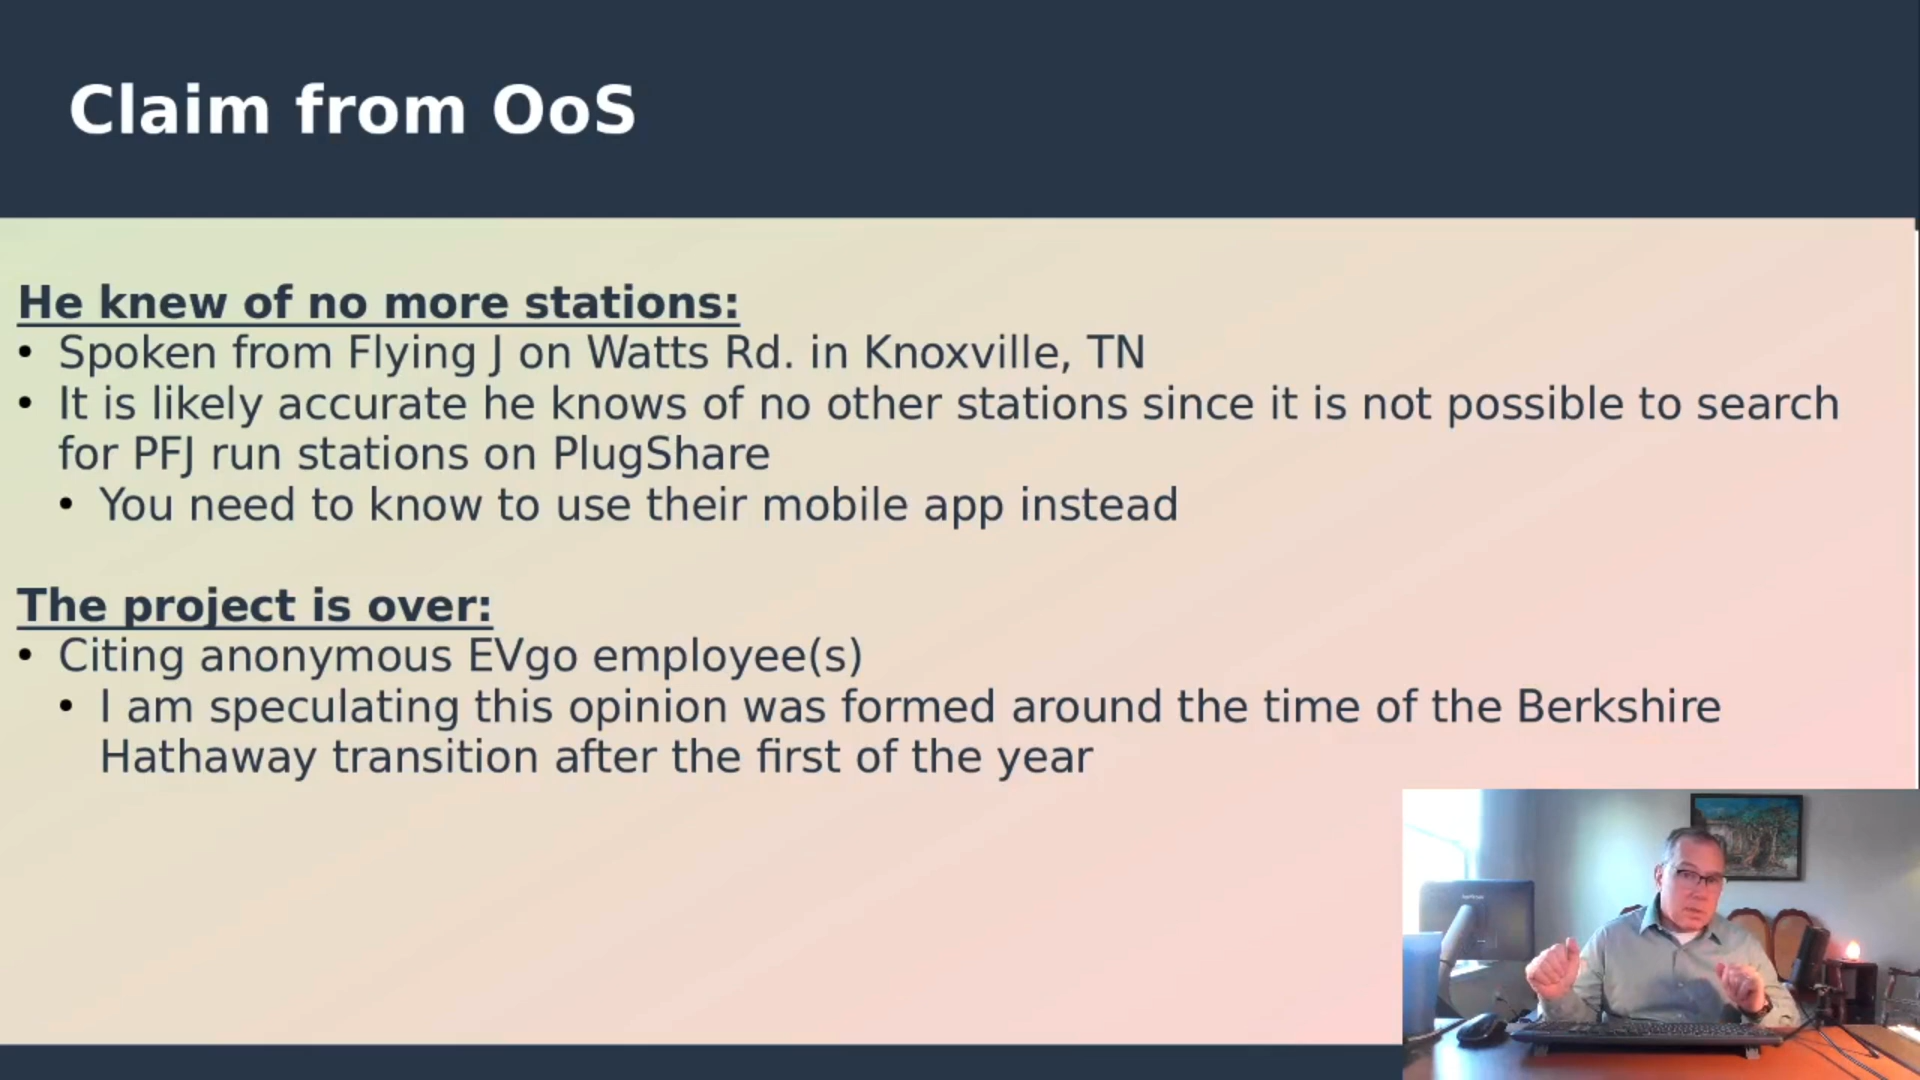 Claim from OoS
He knew of no more stations:
• Spoken from Flying J on Watts Rd. in Knoxville, TN
• It is likely accurate he knows of no other stations since it is not possible to search
for PFJ run stations on PlugShare
• You need to know to use their mobile app instead
The project is over:
• Citing anonymous EVgo employee(s)
• I am speculating this opinion was formed around the time of the Berkshire
Hathaway transition after the first of the year